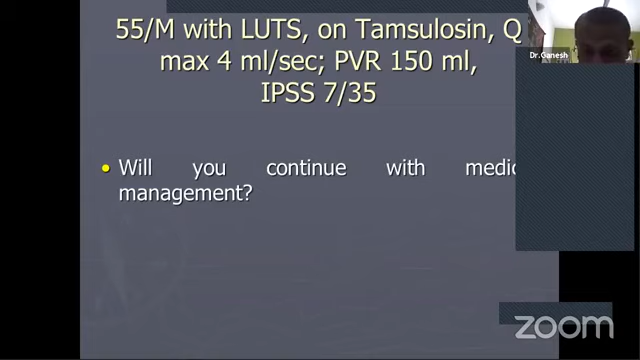 55/M with LUTS, on Tamsulosin, Q
max 4 ml/sec; PVR 150 ml,
IPSS 7/35
Dr.Ganesh
• Will you continue with
management?
zoom